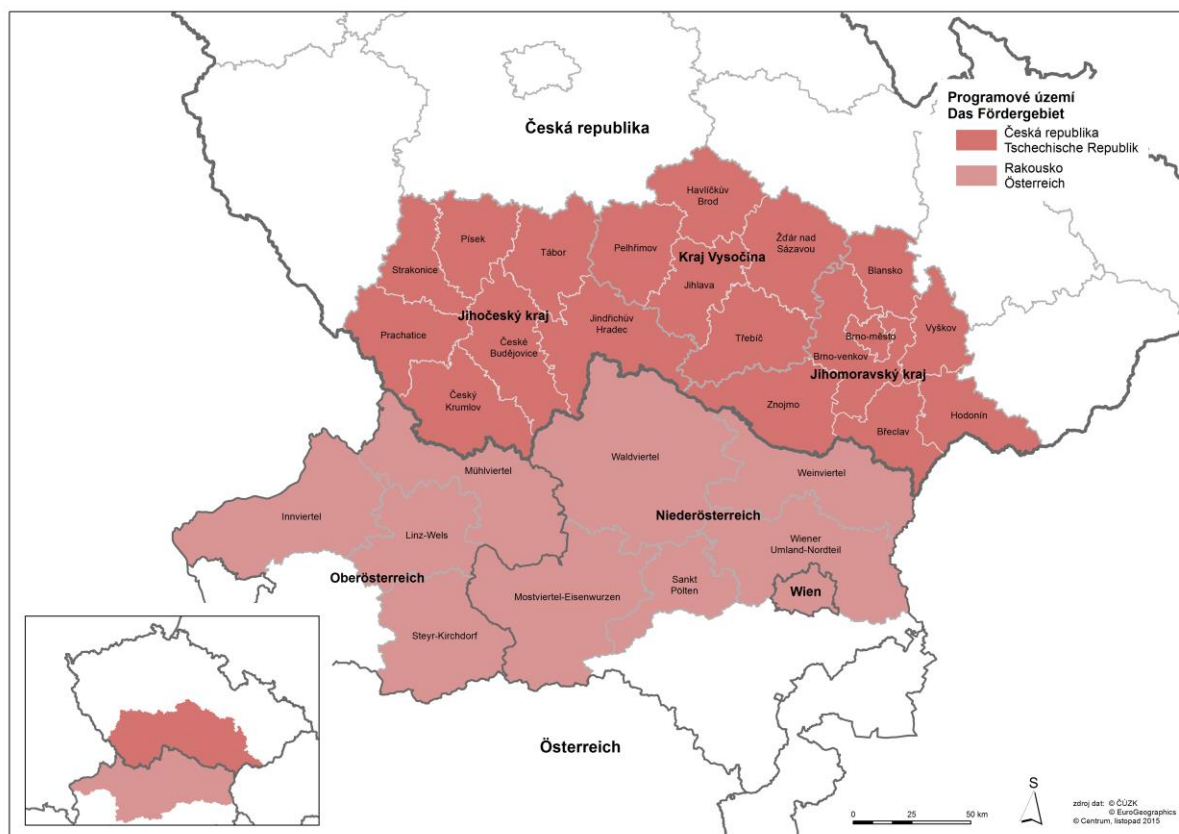 Programové území
Das Fördergebiet
Česká republika
Tschechische Republik
Rakousko
Österreich
Česká republika
Havlíčkův
Brod
Písek
Tábor
Pelhřimov
Žďár nad
Sázavou
Kraj Vysočina
Strakonice
Blansko
Jihlava
Jihočeský kraj
Jindřichův
Hradec
Prachatice
České
Budějovice
Třebíč
Brno-město
Vyškov
Brno-venkov
Jihomoravský kraj
Český
Krumlov
Znojmo
Břeclav
Hodonín
Waldviertel
Mühlviertel
Weinviertel
Innviertel
Niederösterreich
Linz-Wels
Wiener
Umland-Nordteil
Oberösterreich
Mostviertel-Eisenwurzen
Sankt
Pölten
Wien
Steyr-Kirchdorf
Österreich
S
0 25 50 km
zdroj dat: © ČÚZK
© EuroGeographics
© Centrum, listopad 2015